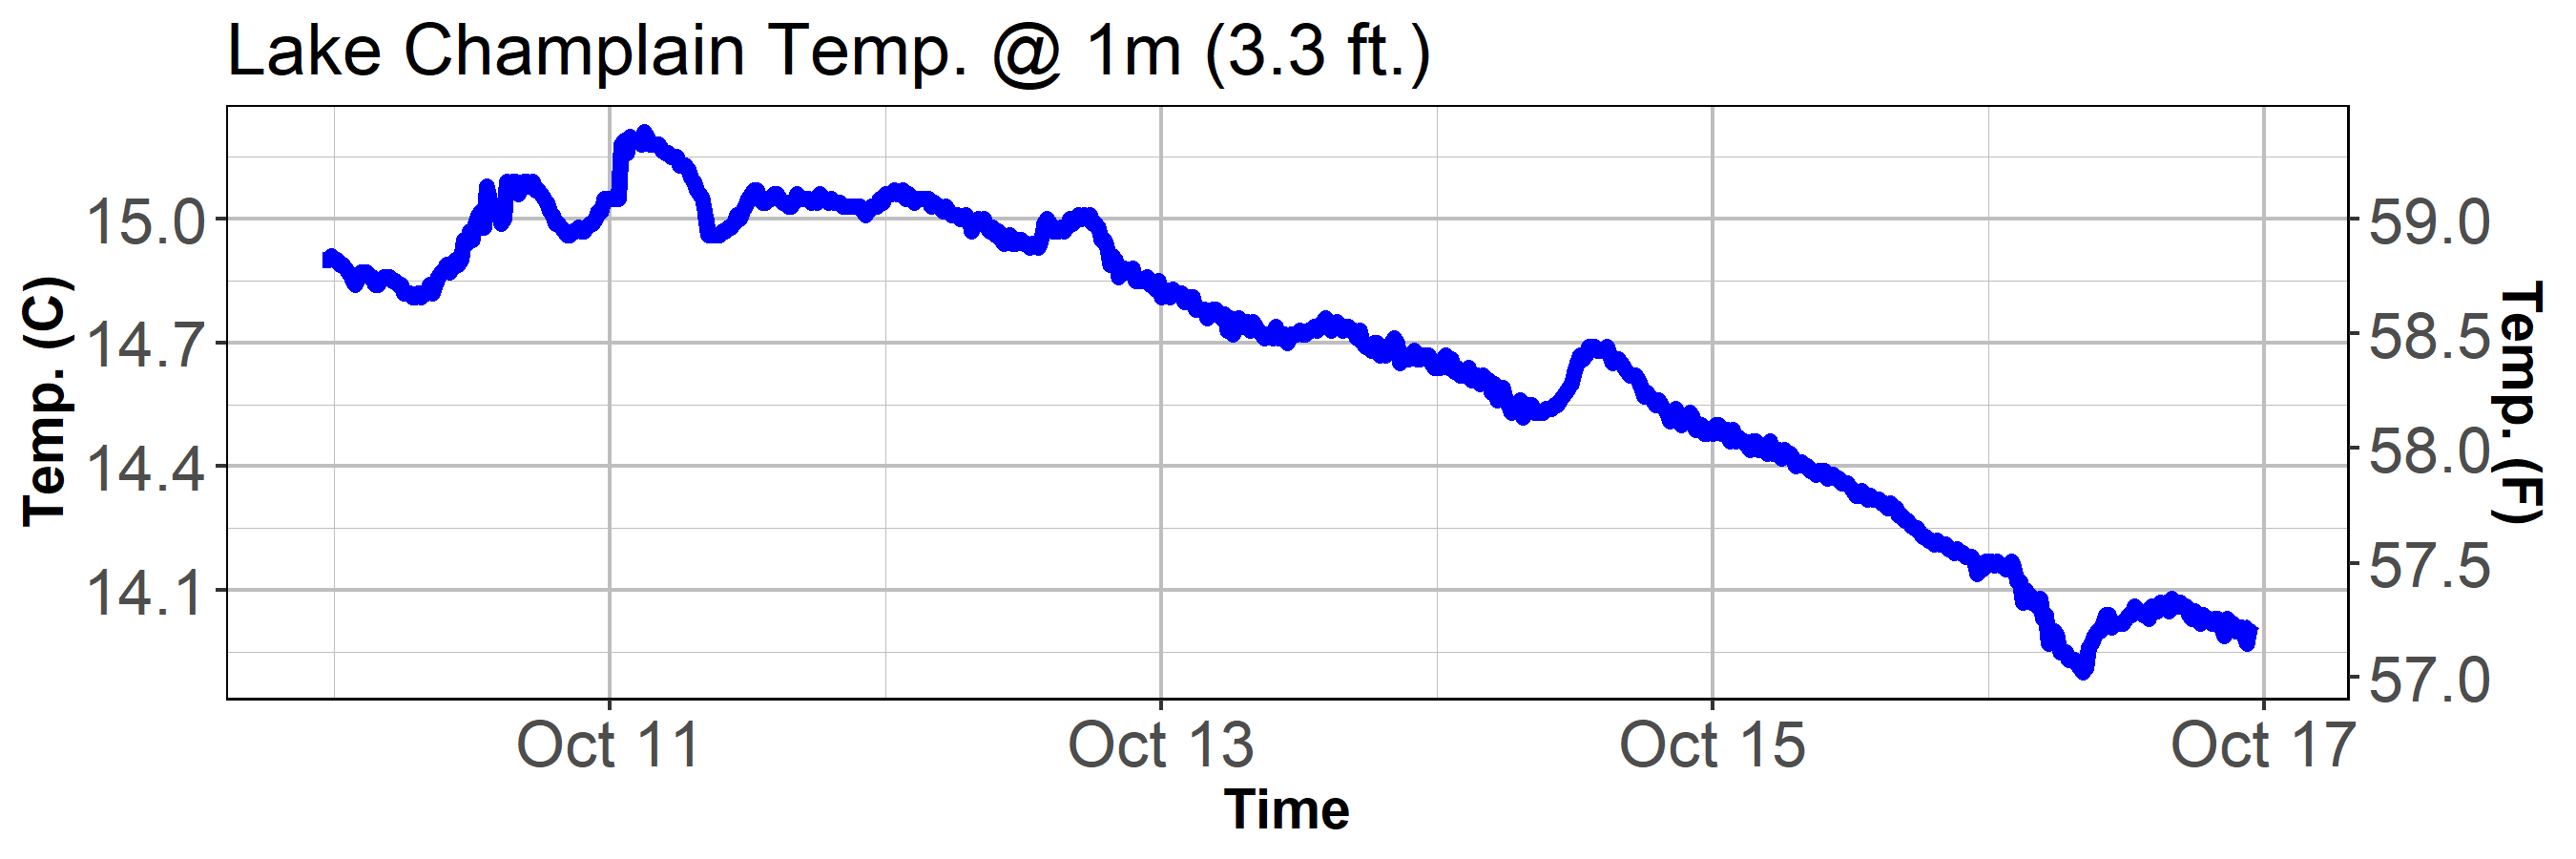 Lake Champlain Temp. @ 1m (3.3 ft.)
Temp. (C)
15.0
14.7
14.4
14.1
59.0
58.5
58.0
57.5
57.0
Temp. (F)
Oct 11
Oct 13
Oct 15
Oct 17
Time